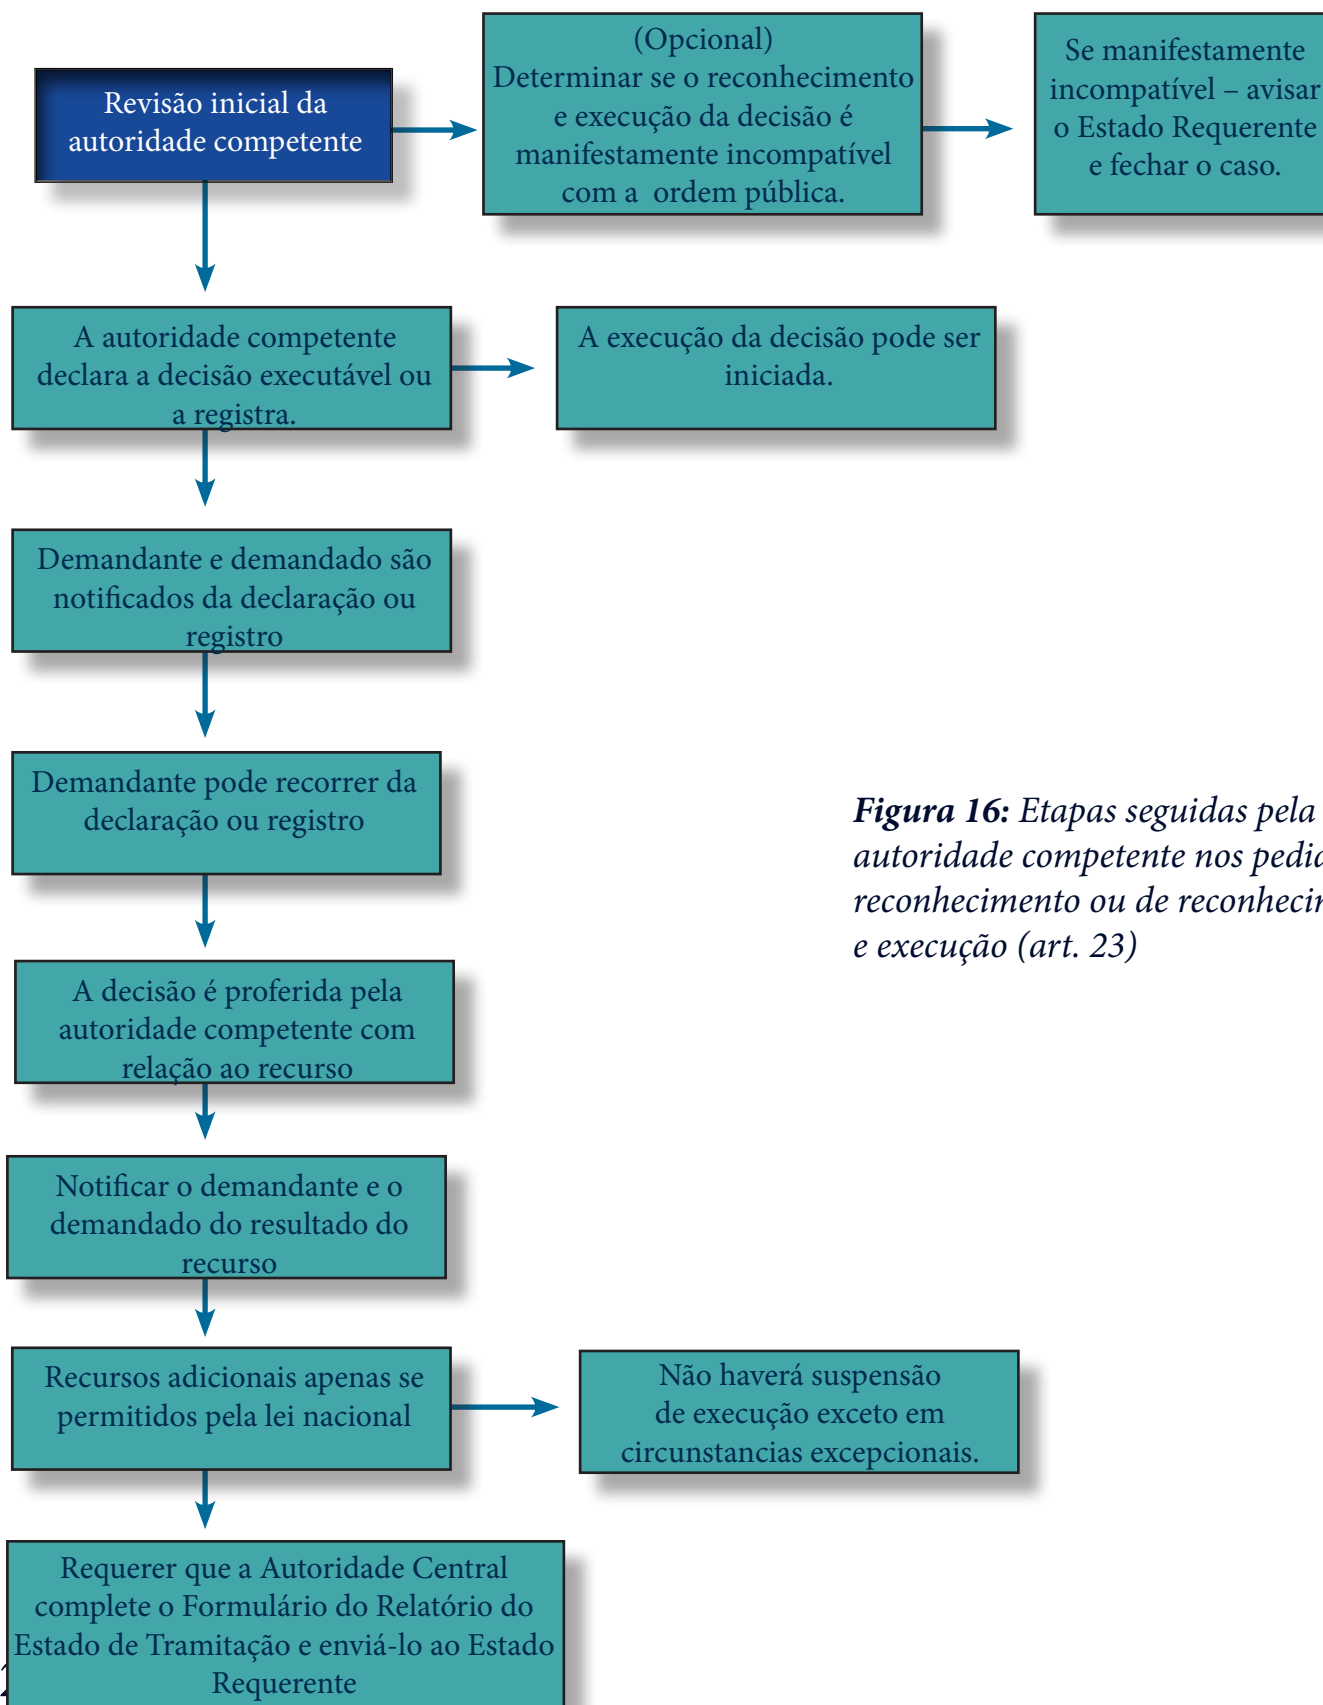 Revisão inicial da
autoridade competente
(Opcional)
Determinar se o reconhecimento
e execução da decisão é
manifestamente incompatível
com a  ordem pública.
Se manifestamente
incompatível – avisar
o Estado Requerente
e fechar o caso.
A autoridade competente
declara a decisão executável ou
a registra.
A execução da decisão pode ser
iniciada.
Demandante e demandado são
notificados da declaração ou
registro
Demandante pode recorrer da
declaração ou registro
Figura 16: Etapas seguidas pela
autoridade competente nos
reconhecimento ou de
e execução (art. 23)
A decisão é proferida pela
autoridade competente com
relação ao recurso
Notificar o demandante e o
demandado do resultado do
recurso
Recursos adicionais apenas se
permitidos pela lei nacional
Não haverá suspensão
de execução exceto em
circunstancias excepcionais.
Requerer que a Autoridade Central
complete o Formulário do Relatório do
Estado de Tramitação e enviá-lo ao Estado
Requerente